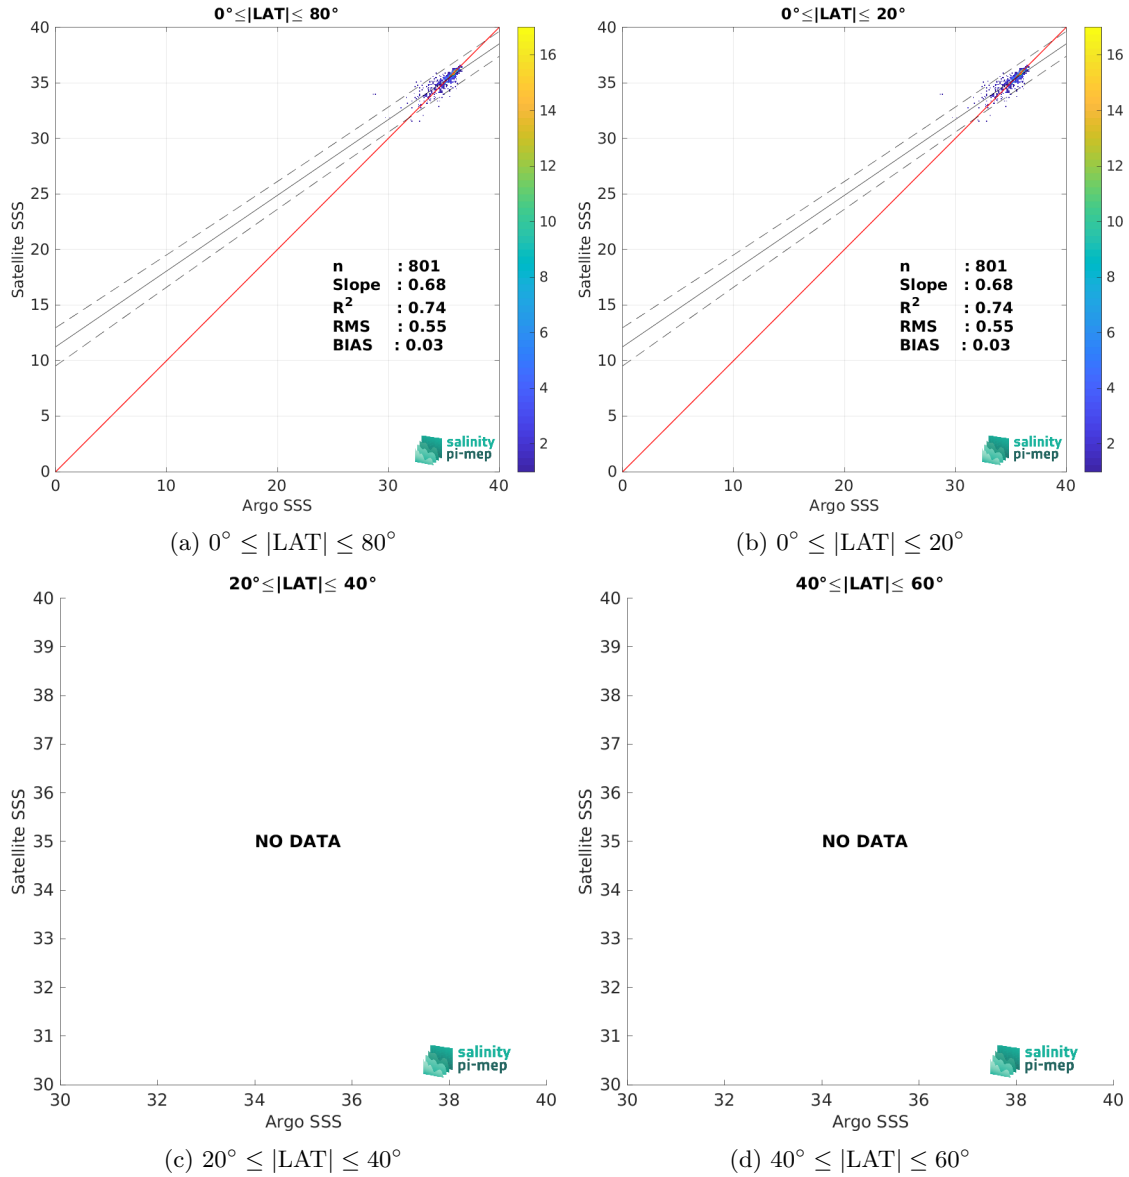 0°≤|LAT|≤ 80°
40
35
30
25
20
15
10
5
0
Satellite SSS
0
10
20
30
40
Argo SSS
n : 801
Slope : 0.68
R² : 0.74
RMS : 0.55
BIAS : 0.03
salinity
pi-mep
16
14
12
10
8
6
4
2
(a) 0° ≤ |LAT| ≤ 80°
0°≤|LAT|≤ 20°
40
35
30
25
20
15
10
5
0
Satellite SSS
0
10
20
30
40
Argo SSS
n : 801
Slope : 0.68
R² : 0.74
RMS : 0.55
BIAS : 0.03
salinity
pi-mep
16
14
12
10
8
6
4
2
(b) 0° ≤ |LAT| ≤ 20°
20°≤|LAT|≤ 40°
40
39
38
37
36
35
34
33
32
31
30
Satellite SSS
NO DATA
salinity
pi-mep
30
32
34
36
38
40
Argo SSS
(c) 20° ≤ |LAT| ≤ 40°
40°≤|LAT|≤ 60°
40
39
38
37
36
35
34
33
32
31
30
Satellite SSS
NO DATA
salinity
pi-mep
30
32
34
36
38
40
Argo SSS
(d) 40° ≤ |LAT| ≤ 60°